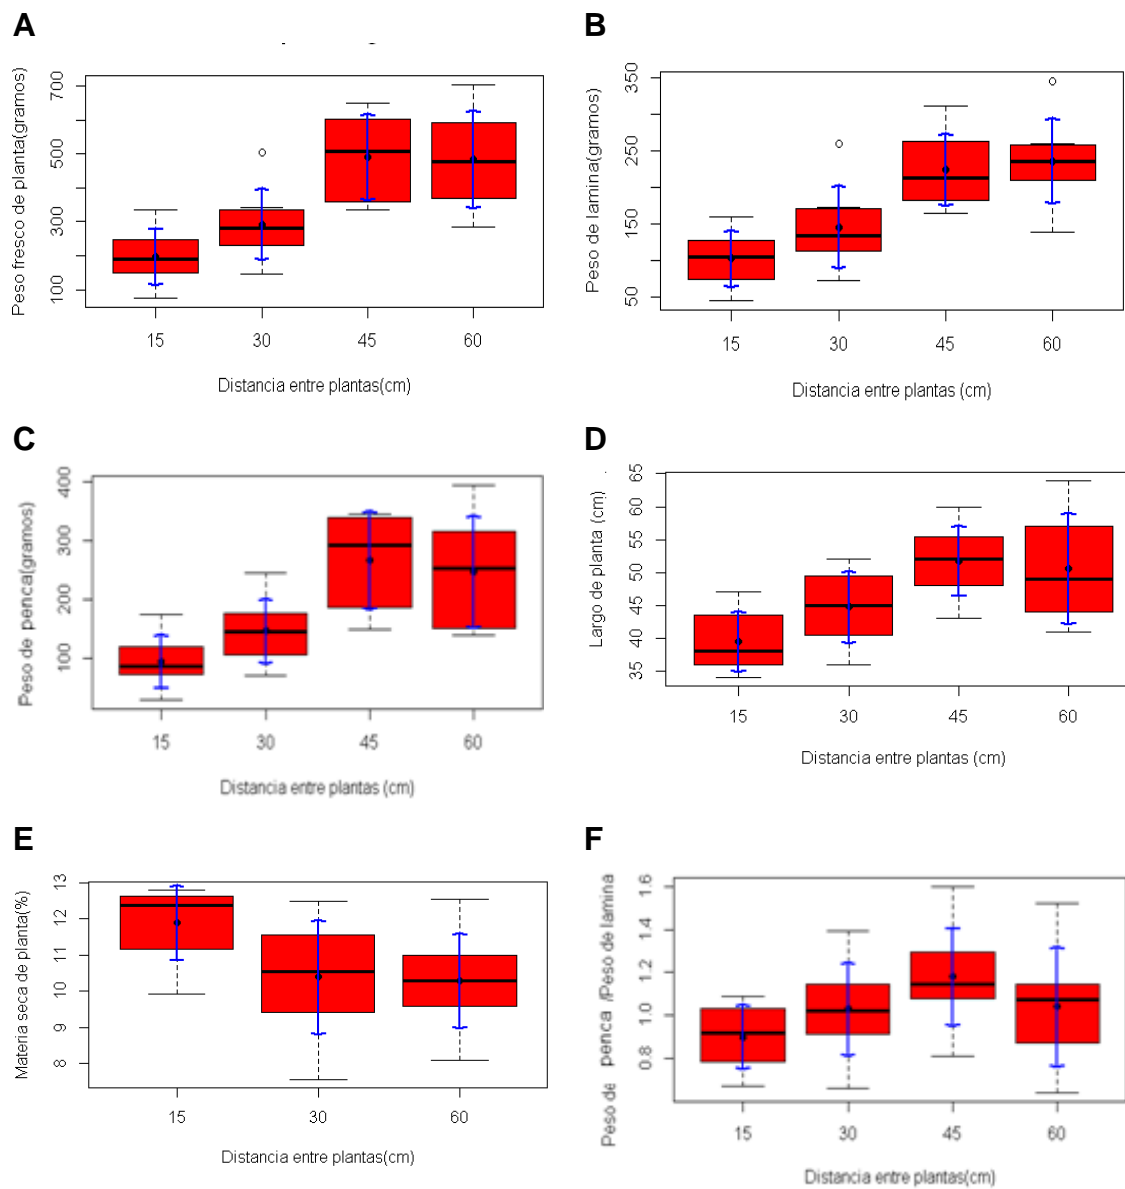 A
Peso fresco de planta(gramos)
700
500
300
100
15 30 45 60
Distancia entre plantas(cm)
B
Peso de lamina(gramos)
350
250
150
50
15 30 45 60
Distancia entre plantas (cm)
C
Peso de penca(gramos)
400
300
200
100
15 30 45 60
Distancia entre plantas (cm)
D
Largo de planta (cm)
65
60
55
50
45
40
35
15 30 45 60
Distancia entre plantas (cm)
E
Materia seca de planta(%)
13
12
11
10
9
8
15 30 60
Distancia entre plantas(cm)
F
Peso de penca /Peso de lamina
1.6
1.4
1.2
1.0
0.8
15 30 45 60
Distancia entre plantas(cm)